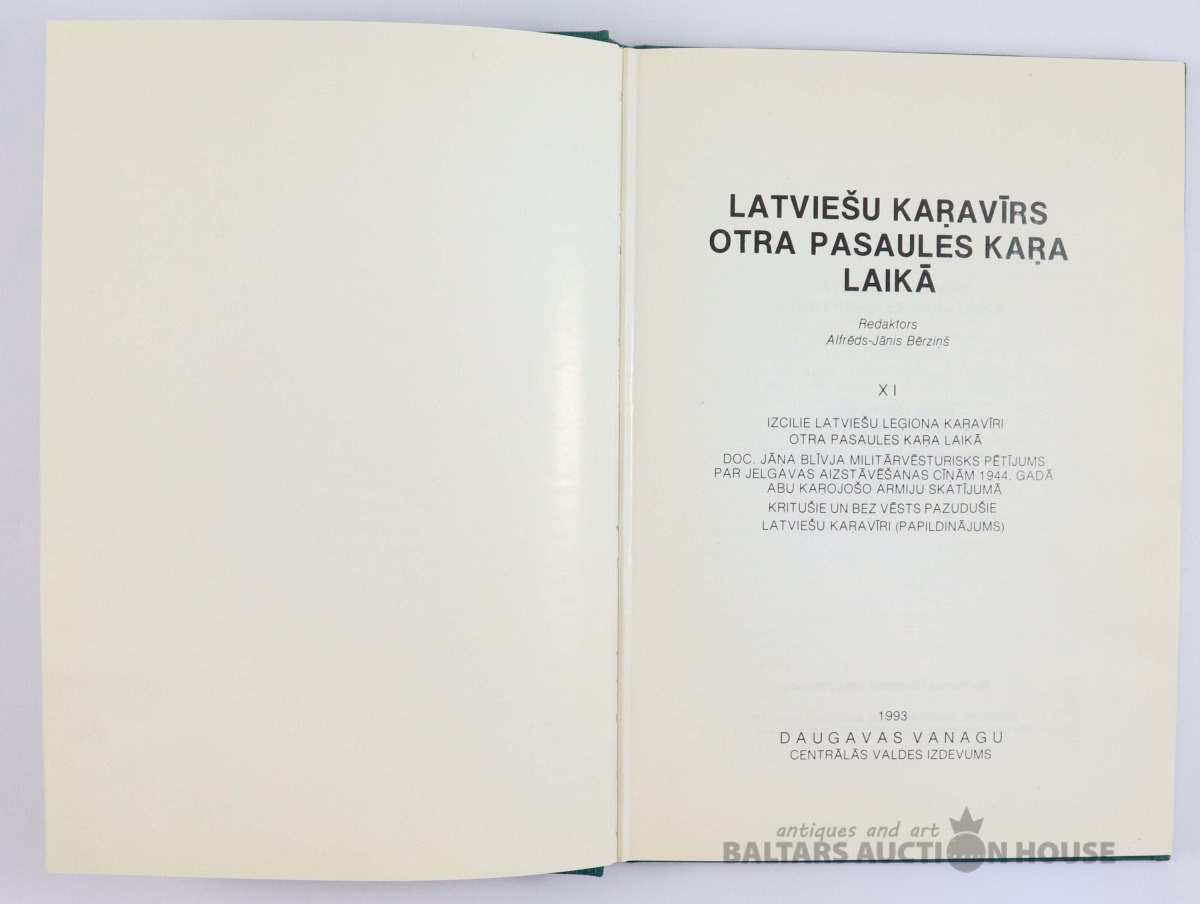 LATVIEŠU KAŖAVĪRS
OTRA PASAULES KAŖA
LAIKĀ
Redaktors
Alfrēds-Jānis Bērziņš
XI
IZCILIE LATVIEŠU LEĢIONA KAŖAVĪRI
OTRA PASAULES KAŖA LAIKĀ
DOC. JĀŅA BLĪVJA MILITĀRVĒSTURISKS PĒTĪJUMS
PAR JELGAVAS AIZSTĀVĒŠANAS CĪŅĀM 1944. GADĀ
ABU KAŖOJOŠO ARMIJU SKATĪJUMĀ
KRITUŠIE UN BEZ VĒSTS PAZUDUŠIE
LATVIEŠU KAŖAVĪRI (PAPILDINĀJUMS)
1993
DAUGAVAS VANAGU
CENTRĀLĀS VALDES IZDEVUMS
antiques and art
BALTARS AUCTION HOUSE